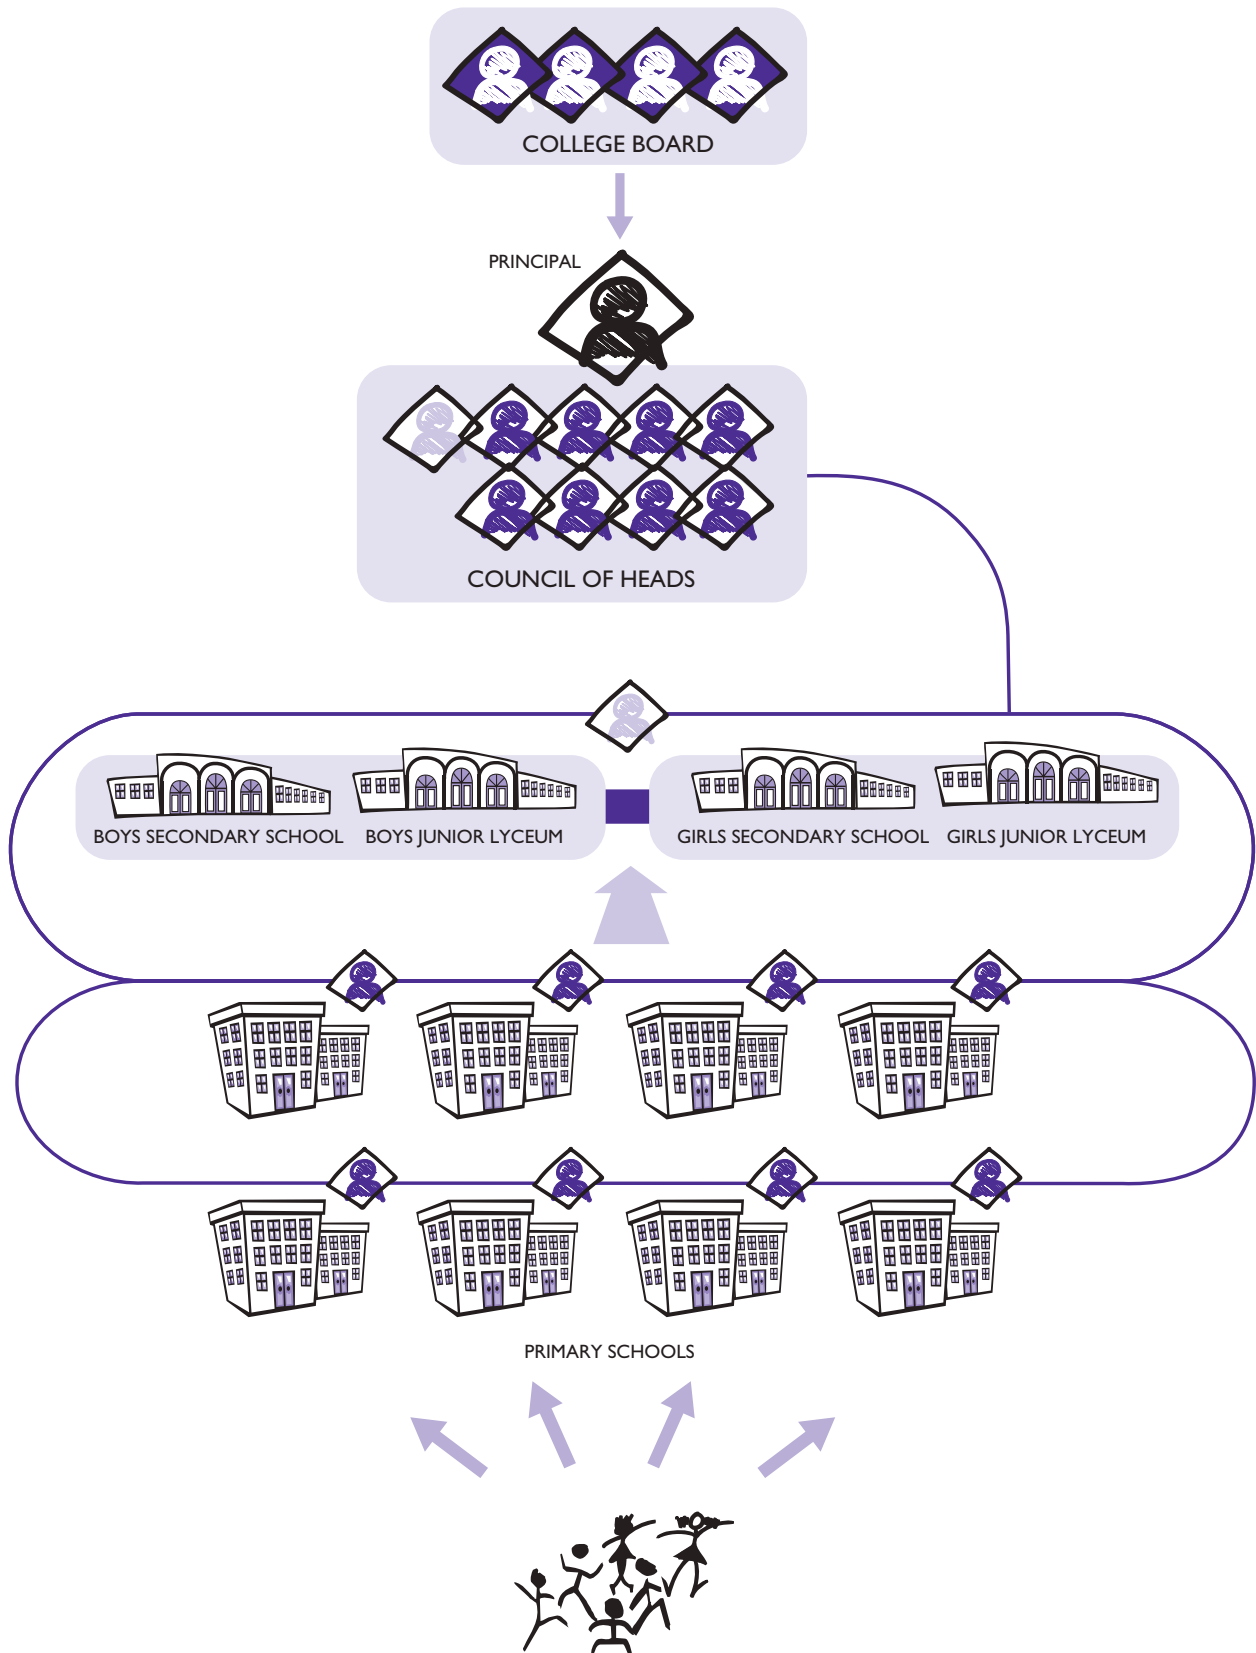 COLLEGE BOARD
PRINCIPAL
COUNCIL OF HEADS
BOYS SECONDARY SCHOOL
BOYS JUNIOR LYCEUM
GIRLS SECONDARY SCHOOL
GIRLS JUNIOR LYCEUM
PRIMARY SCHOOLS